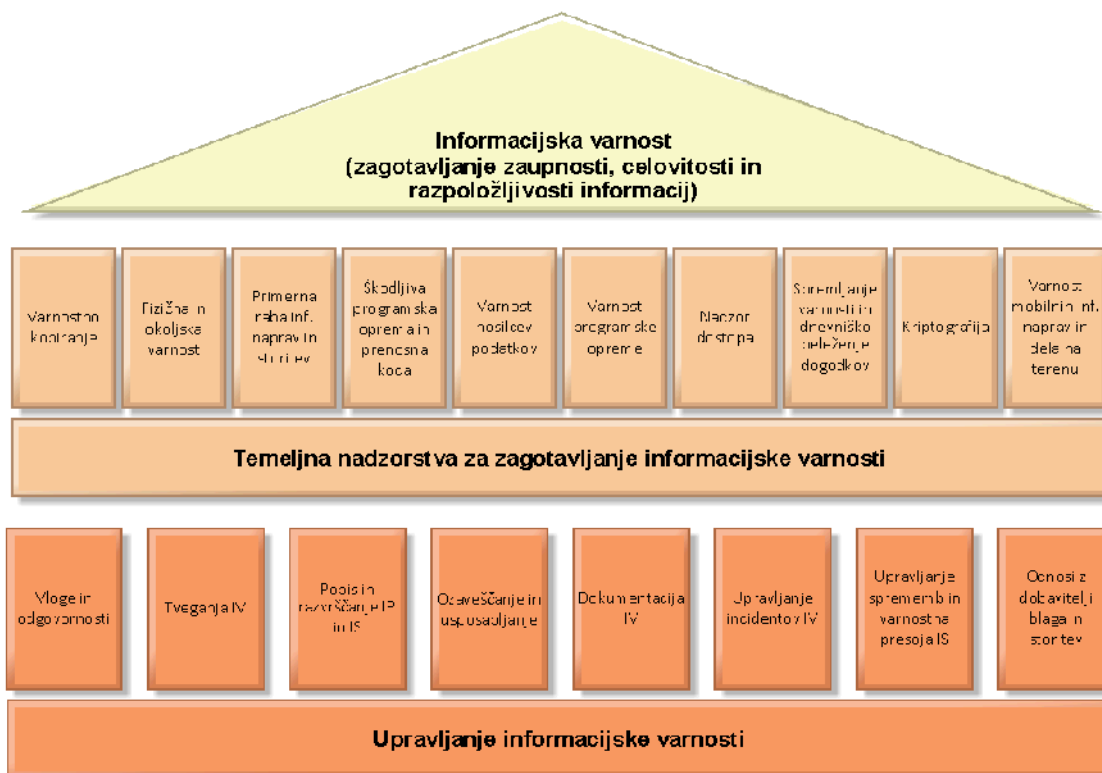 Informacijska varnost
(zagotavljanje zaupnosti, celovitosti in
razpoložljivosti informacij)
Varnostno
kopiranje
Fizična in
okoljska
varnost
Primerna
raba inf.
naprav in
storitev
Škodljiva
programska
oprema in
prenosna
koda
Varnost
nosilcev
podatkov
Varnost
programske
opreme
Nadzor
dostopa
Spremljanje
varnosti in
dnevniško
beleženje
dogodkov
Kriptografija
Varnost
mobilnih inf.
naprav in
dela na
terenu
Temeljna nadzorstva za zagotavljanje informacijske varnosti
Vloge in
odgovornosti
Tveganja IV
Popis in
razvrščanje IP
in IS
Ozaveščanje in
usposabljanje
Dokumentacija
IV
Upravljanje
incidentov IV
Upravljanje
sprememb in
varnostna
presoja IS
Odnosi z
dobavitelji
blaga in
storitev
Upravljanje informacijske varnosti